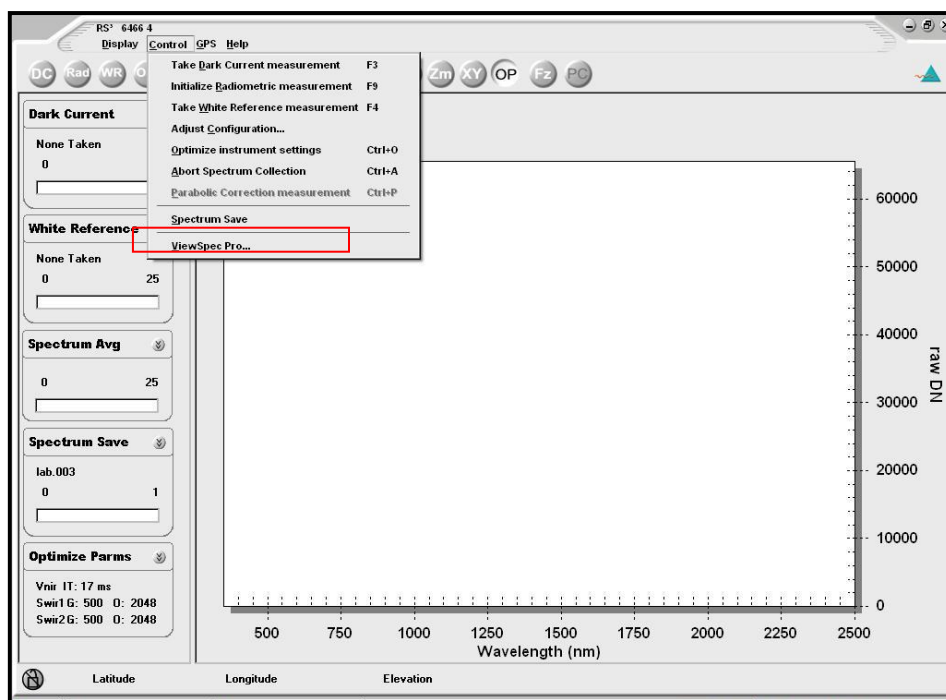 RS³ 6466 4
Display Control GPS Help
DC Rad WR O Zm XY OP Fz PC
Take Dark Current measurement F3
Initialize Radiometric measurement F9
Take White Reference measurement F4
Adjust Configuration...
Optimize instrument settings Ctrl+O
Abort Spectrum Collection Ctrl+A
Parabolic Correction measurement Ctrl+P
Spectrum Save
ViewSpec Pro...
Dark Current
None Taken
0
White Reference
None Taken
0 25
Spectrum Avg
0 25
Spectrum Save
lab.003
0 1
Optimize Parms
Vnir IT: 17 ms
Swir1 G: 500 O: 2048
Swir2 G: 500 O: 2048
60000
50000
40000
30000
20000
10000
0
raw DN
500 750 1000 1250 1500 1750 2000 2250 2500
Wavelength (nm)
Latitude Longitude Elevation